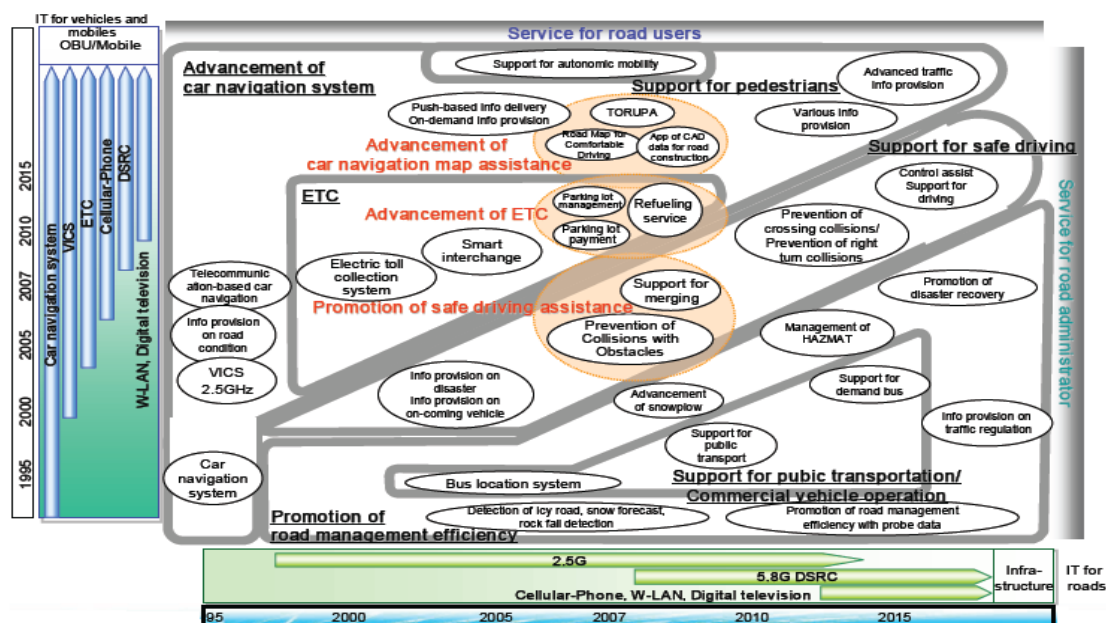 IT for vehicles and
mobiles
OBU/Mobile
Service for road users
Advancement of
car navigation system
Support for autonomic mobility
Support for pedestrians
Advanced traffic
info provision
Push-based info delivery
On-demand info provision
TORUPA
Various info
provision
Road Map for
Comfortable
Driving
App of CAD
data for road
construction
Advancement of
car navigation map assistance
Support for safe driving
Control assist
Support for
driving
ETC
Advancement of ETC
Parking lot
management
Refueling
service
Parking lot
payment
Prevention of
crossing collisions/
Prevention of right
turn collisions
Smart
interchange
Electric toll
collection
system
Telecommunic
ation-based car
navigation
Promotion of safe driving assistance
Support for
merging
Promotion of
disaster recovery
Info provision
on road
condition
Prevention of
Collisions with
Obstacles
Management of
HAZMAT
VICS
2.5GHz
Info provision on
disaster
Info provision on
on-coming vehicle
Advancement
of snowplow
Support for
demand bus
Info provision on
traffic regulation
Support for
public
transport
Car
navigation
system
Bus location system
Support for pubic transportation/
Commercial vehicle operation
Promotion of
road management efficiency
Detection of icy road, snow forecast,
rock fall detection
Promotion of road management
efficiency with probe data
Service for road administrator
Car navigation system
VICS
ETC
Cellular-Phone
DSRC
W-LAN, Digital television
2015
2010
2007
2005
2000
1995
2.5G
5.8G DSRC
Cellular-Phone, W-LAN, Digital television
Infra-
structure
IT for
roads
95
2000
2005
2007
2010
2015